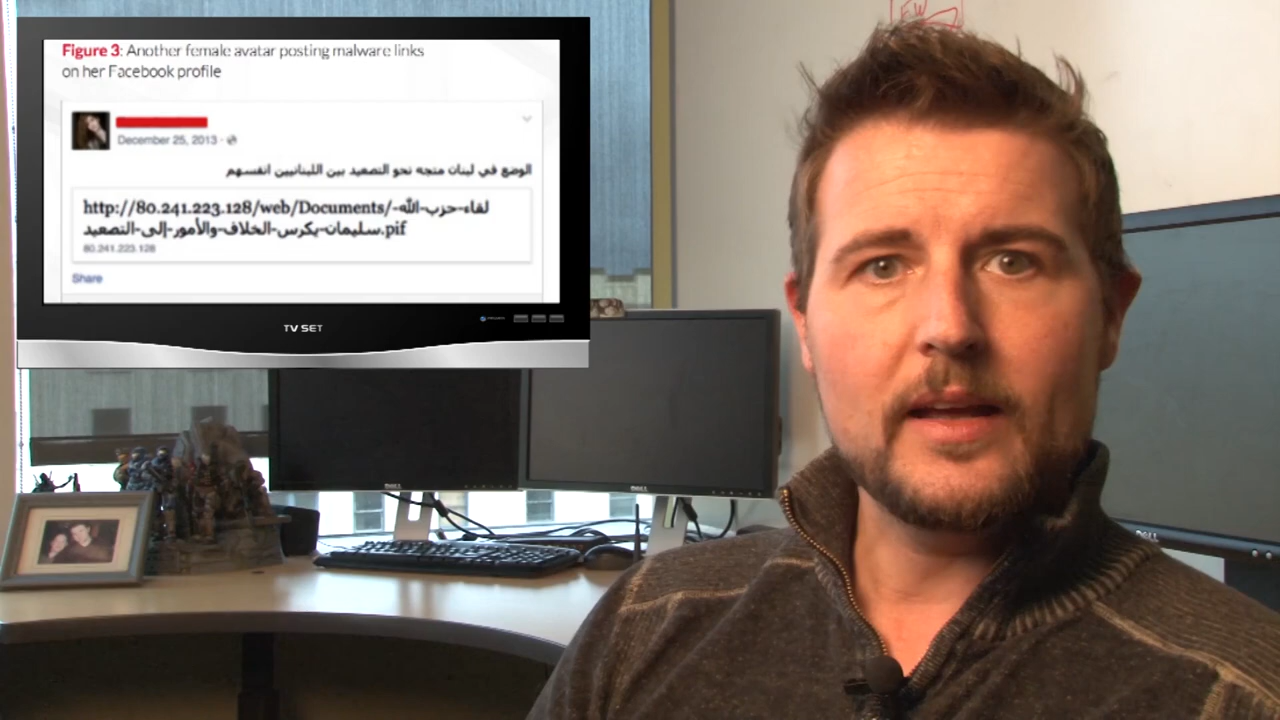 Figure 3: Another female avatar posting malware links
on her Facebook profile
December 25, 2013
الوضع في لبنان متجه نحو التصعيد بين اللبنانيين انفسهم
http://80.241.223.128/web/Documents/-لقاء-حزب-الله
سليمان-يكرس-الخلاف-والأمور-إلى-التصعيد.pif
80.241.223.128
Share
TV SET
DELL
DELL
DELL